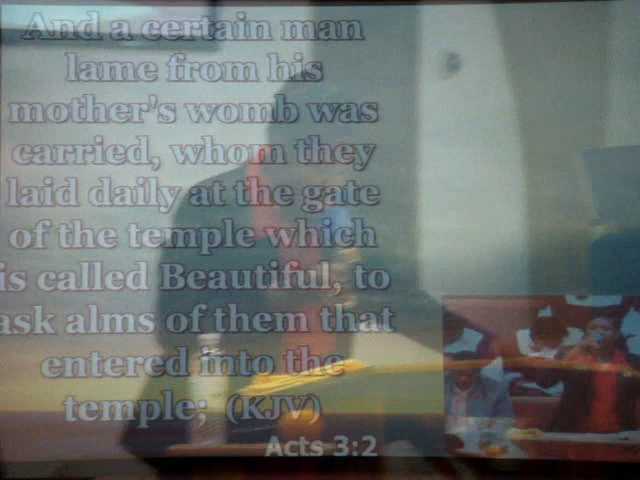 And a certain man
lame from his
mother's womb was
carried, whom they
laid daily at the gate
of the temple which
is called Beautiful, to
ask alms of them that
entered into the
temple; (KJV)
Acts 3:2